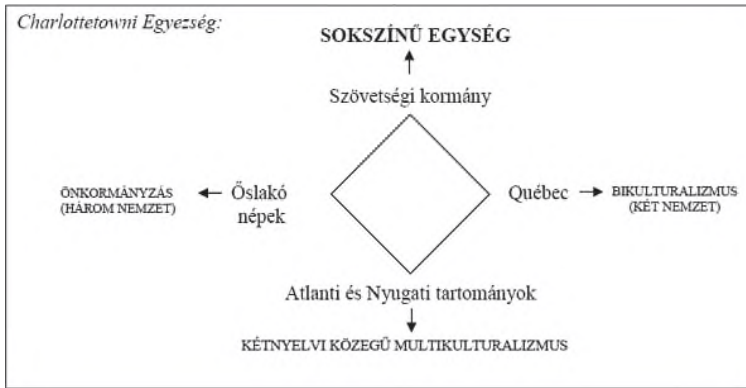 Charlottetowni Egyezség:
SOKSZÍNŰ EGYSÉG
Szövetségi kormány
ÖNKORMÁNYZÁS
(HÁROM NEMZET)
Őslakó
népek
Québec
BIKULTURALIZMUS
(KÉT NEMZET)
Atlanti és Nyugati tartományok
KÉTNYELVI KÖZEGŰ MULTIKULTURALIZMUS